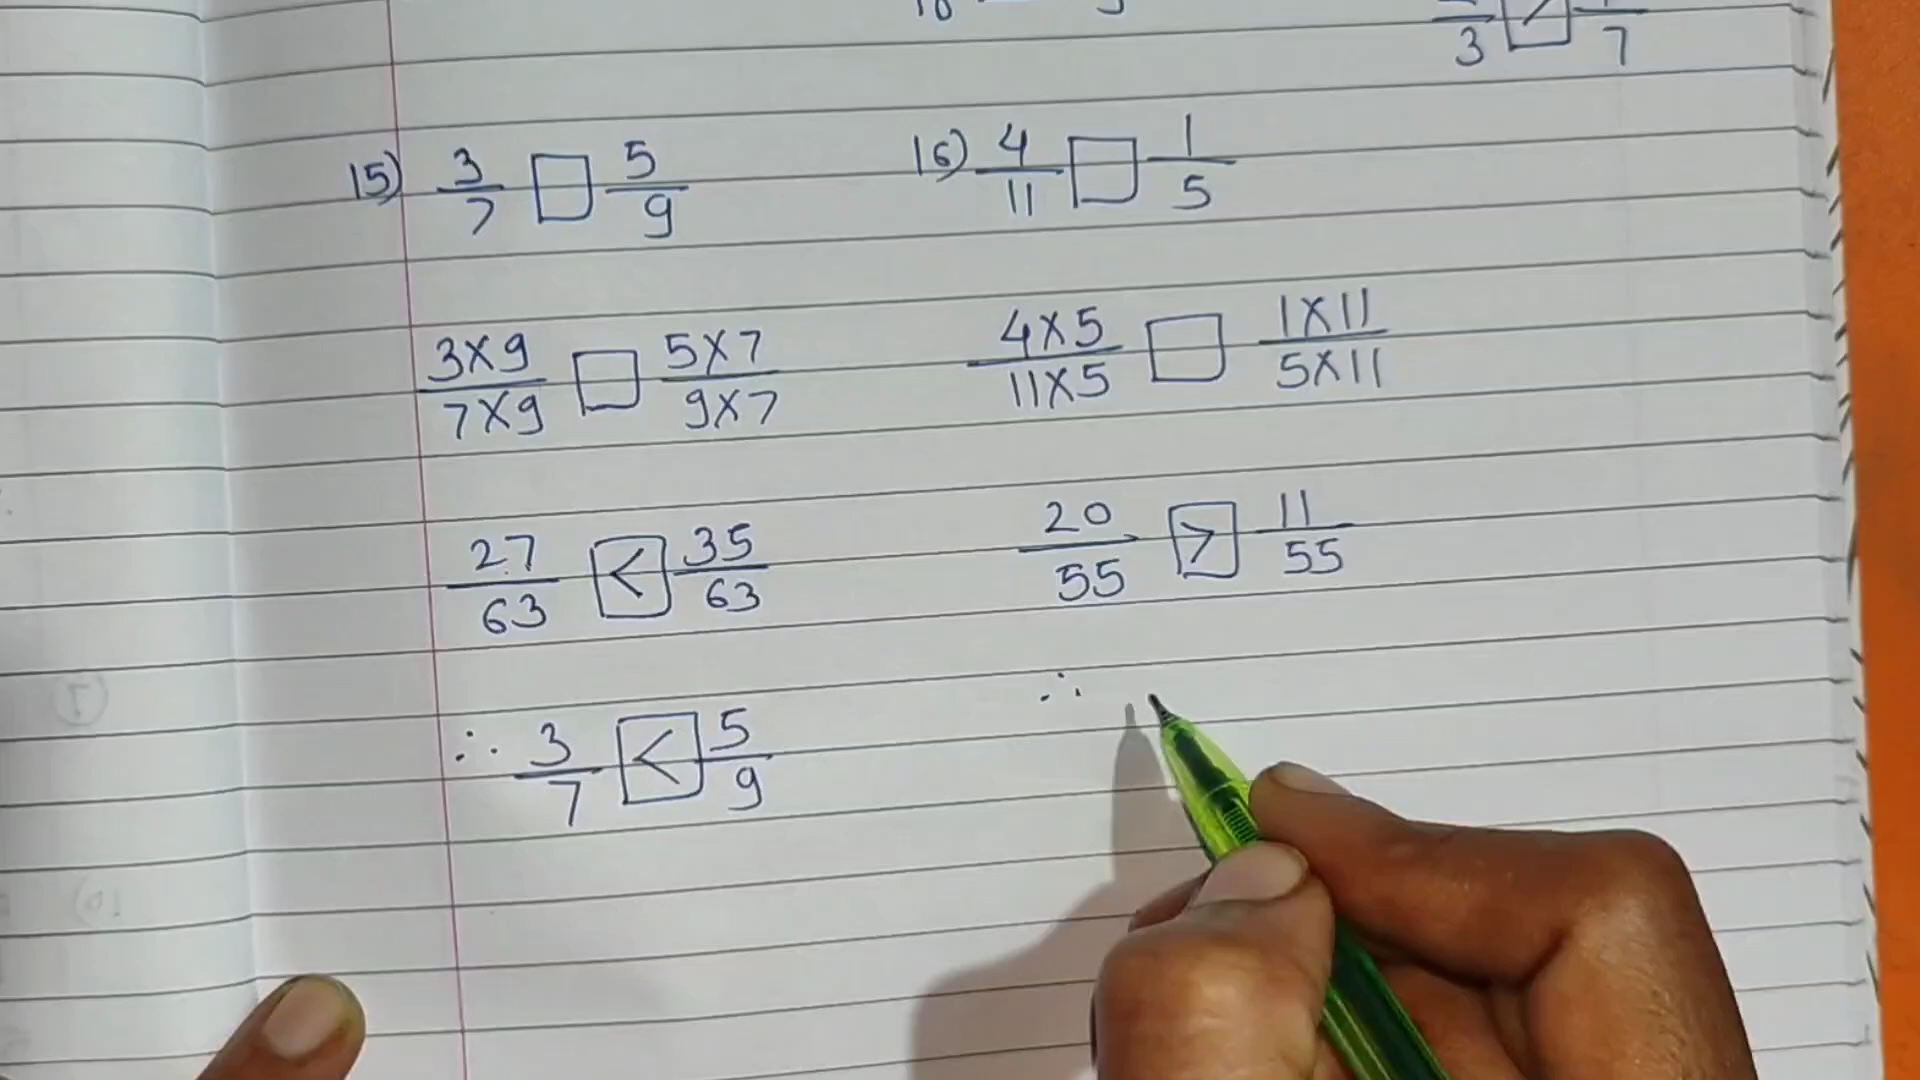 3 7
15) 3/7 □ 5/9
16) 4/11 □ 1/5
3×9/7×9 □ 5×7/9×7
4×5/11×5 □ 1×11/5×11
27/63 < 35/63
20/55 > 11/55
∴ 3/7 < 5/9
∴